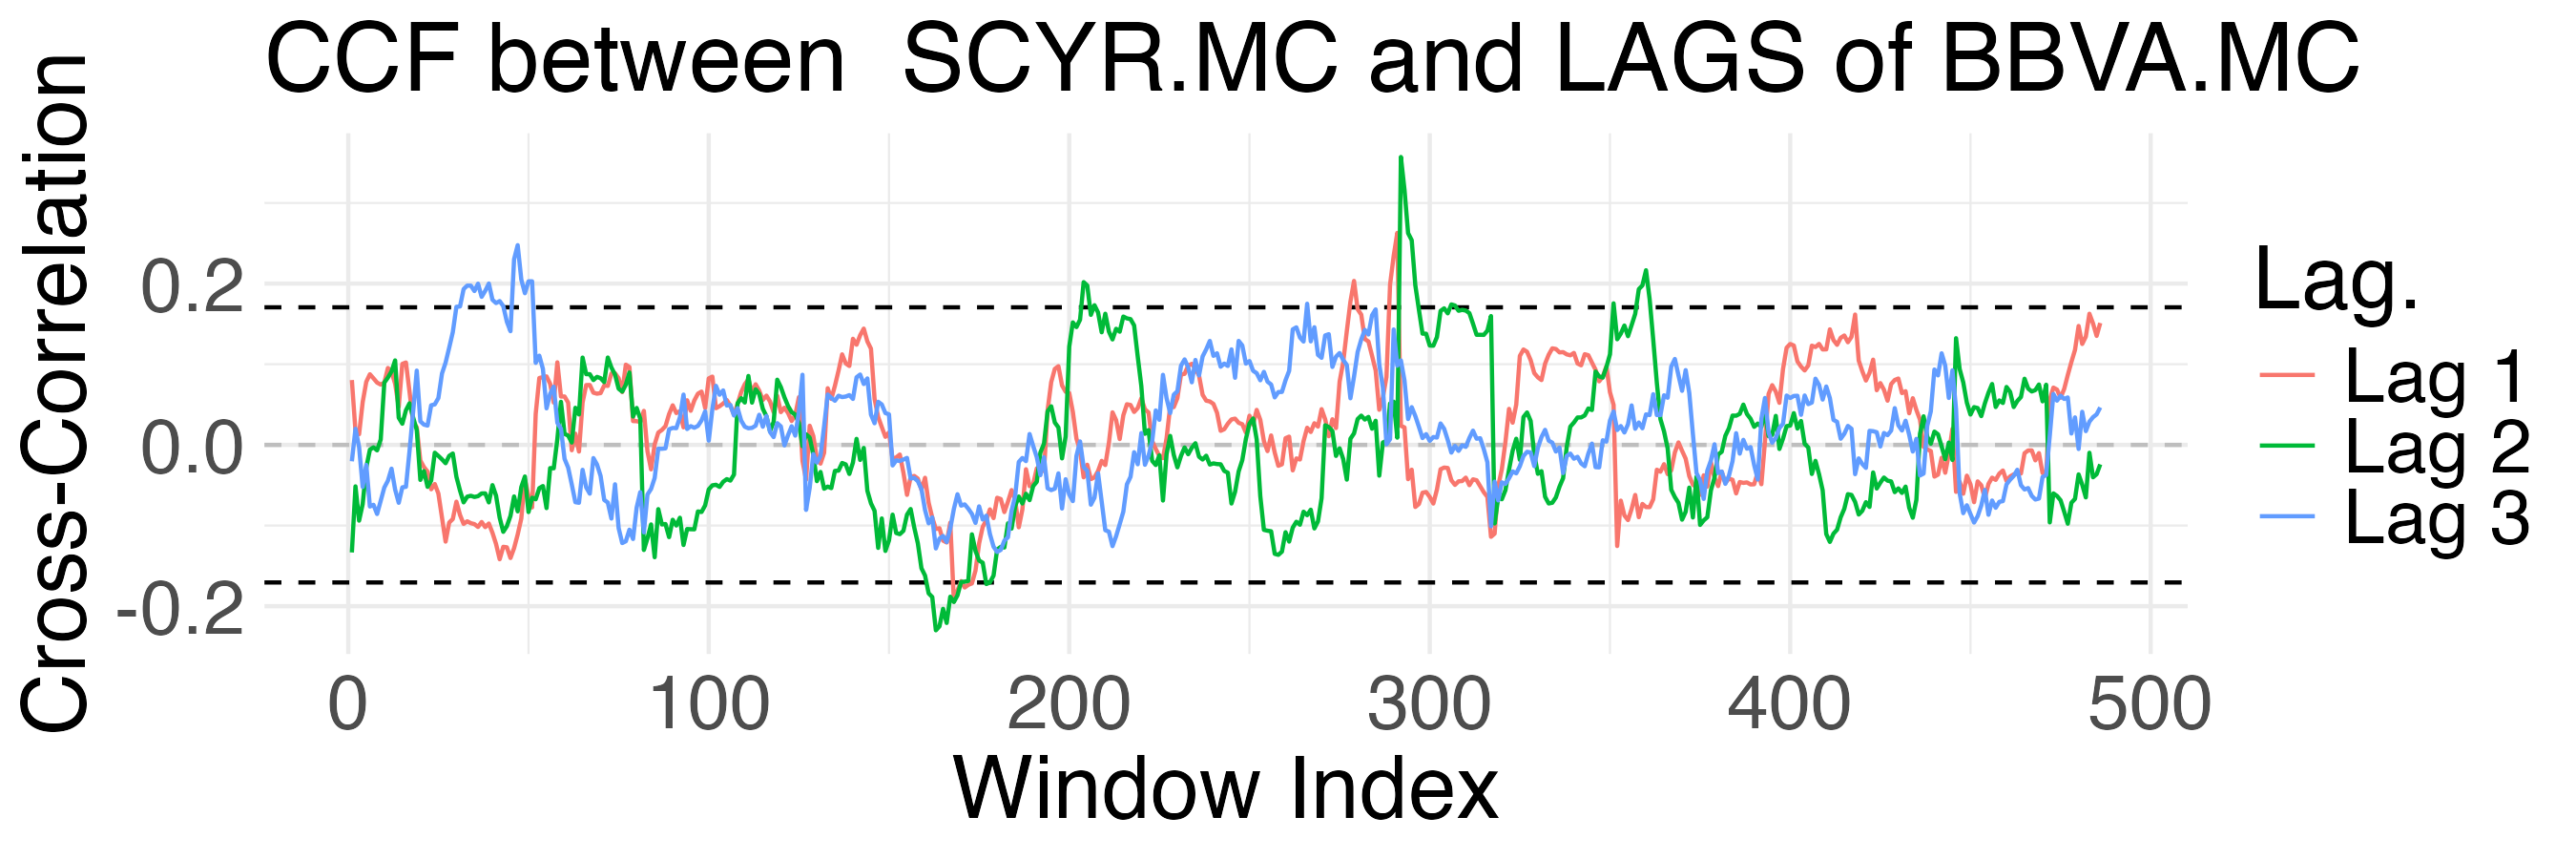 CCF between  SCYR.MC and LAGS of BBVA.MC
Cross-Correlation
0.2
0.0
-0.2
0 100 200 300 400 500
Window Index
Lag.
Lag 1
Lag 2
Lag 3